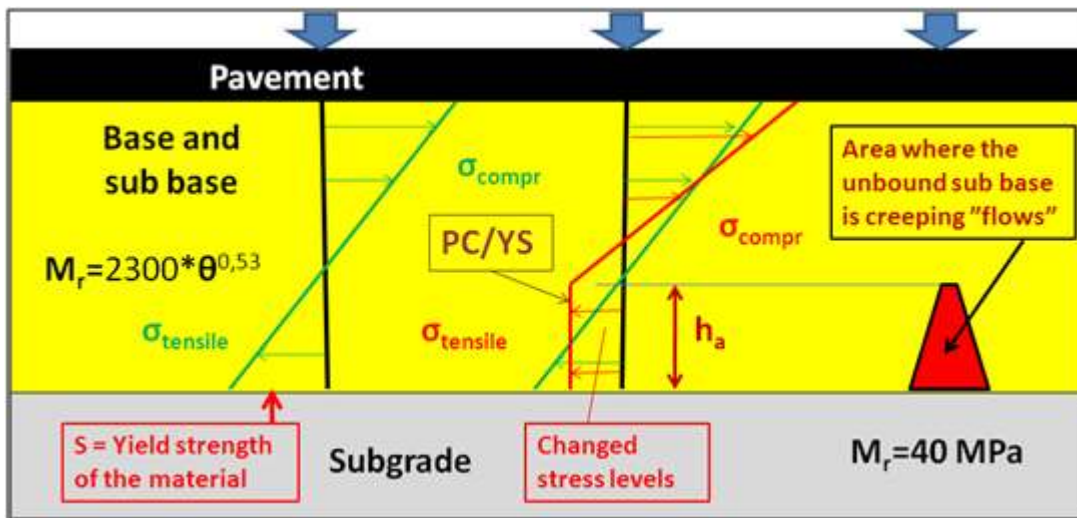 Pavement
Base and
sub base
Mr=2300*θ^0,53
σcompr
σtensile
PC/YS
σcompr
σtensile
ha
Area where the
unbound sub base
is creeping ”flows”
S = Yield strength
of the material
Subgrade
Changed
stress levels
Mr=40 MPa